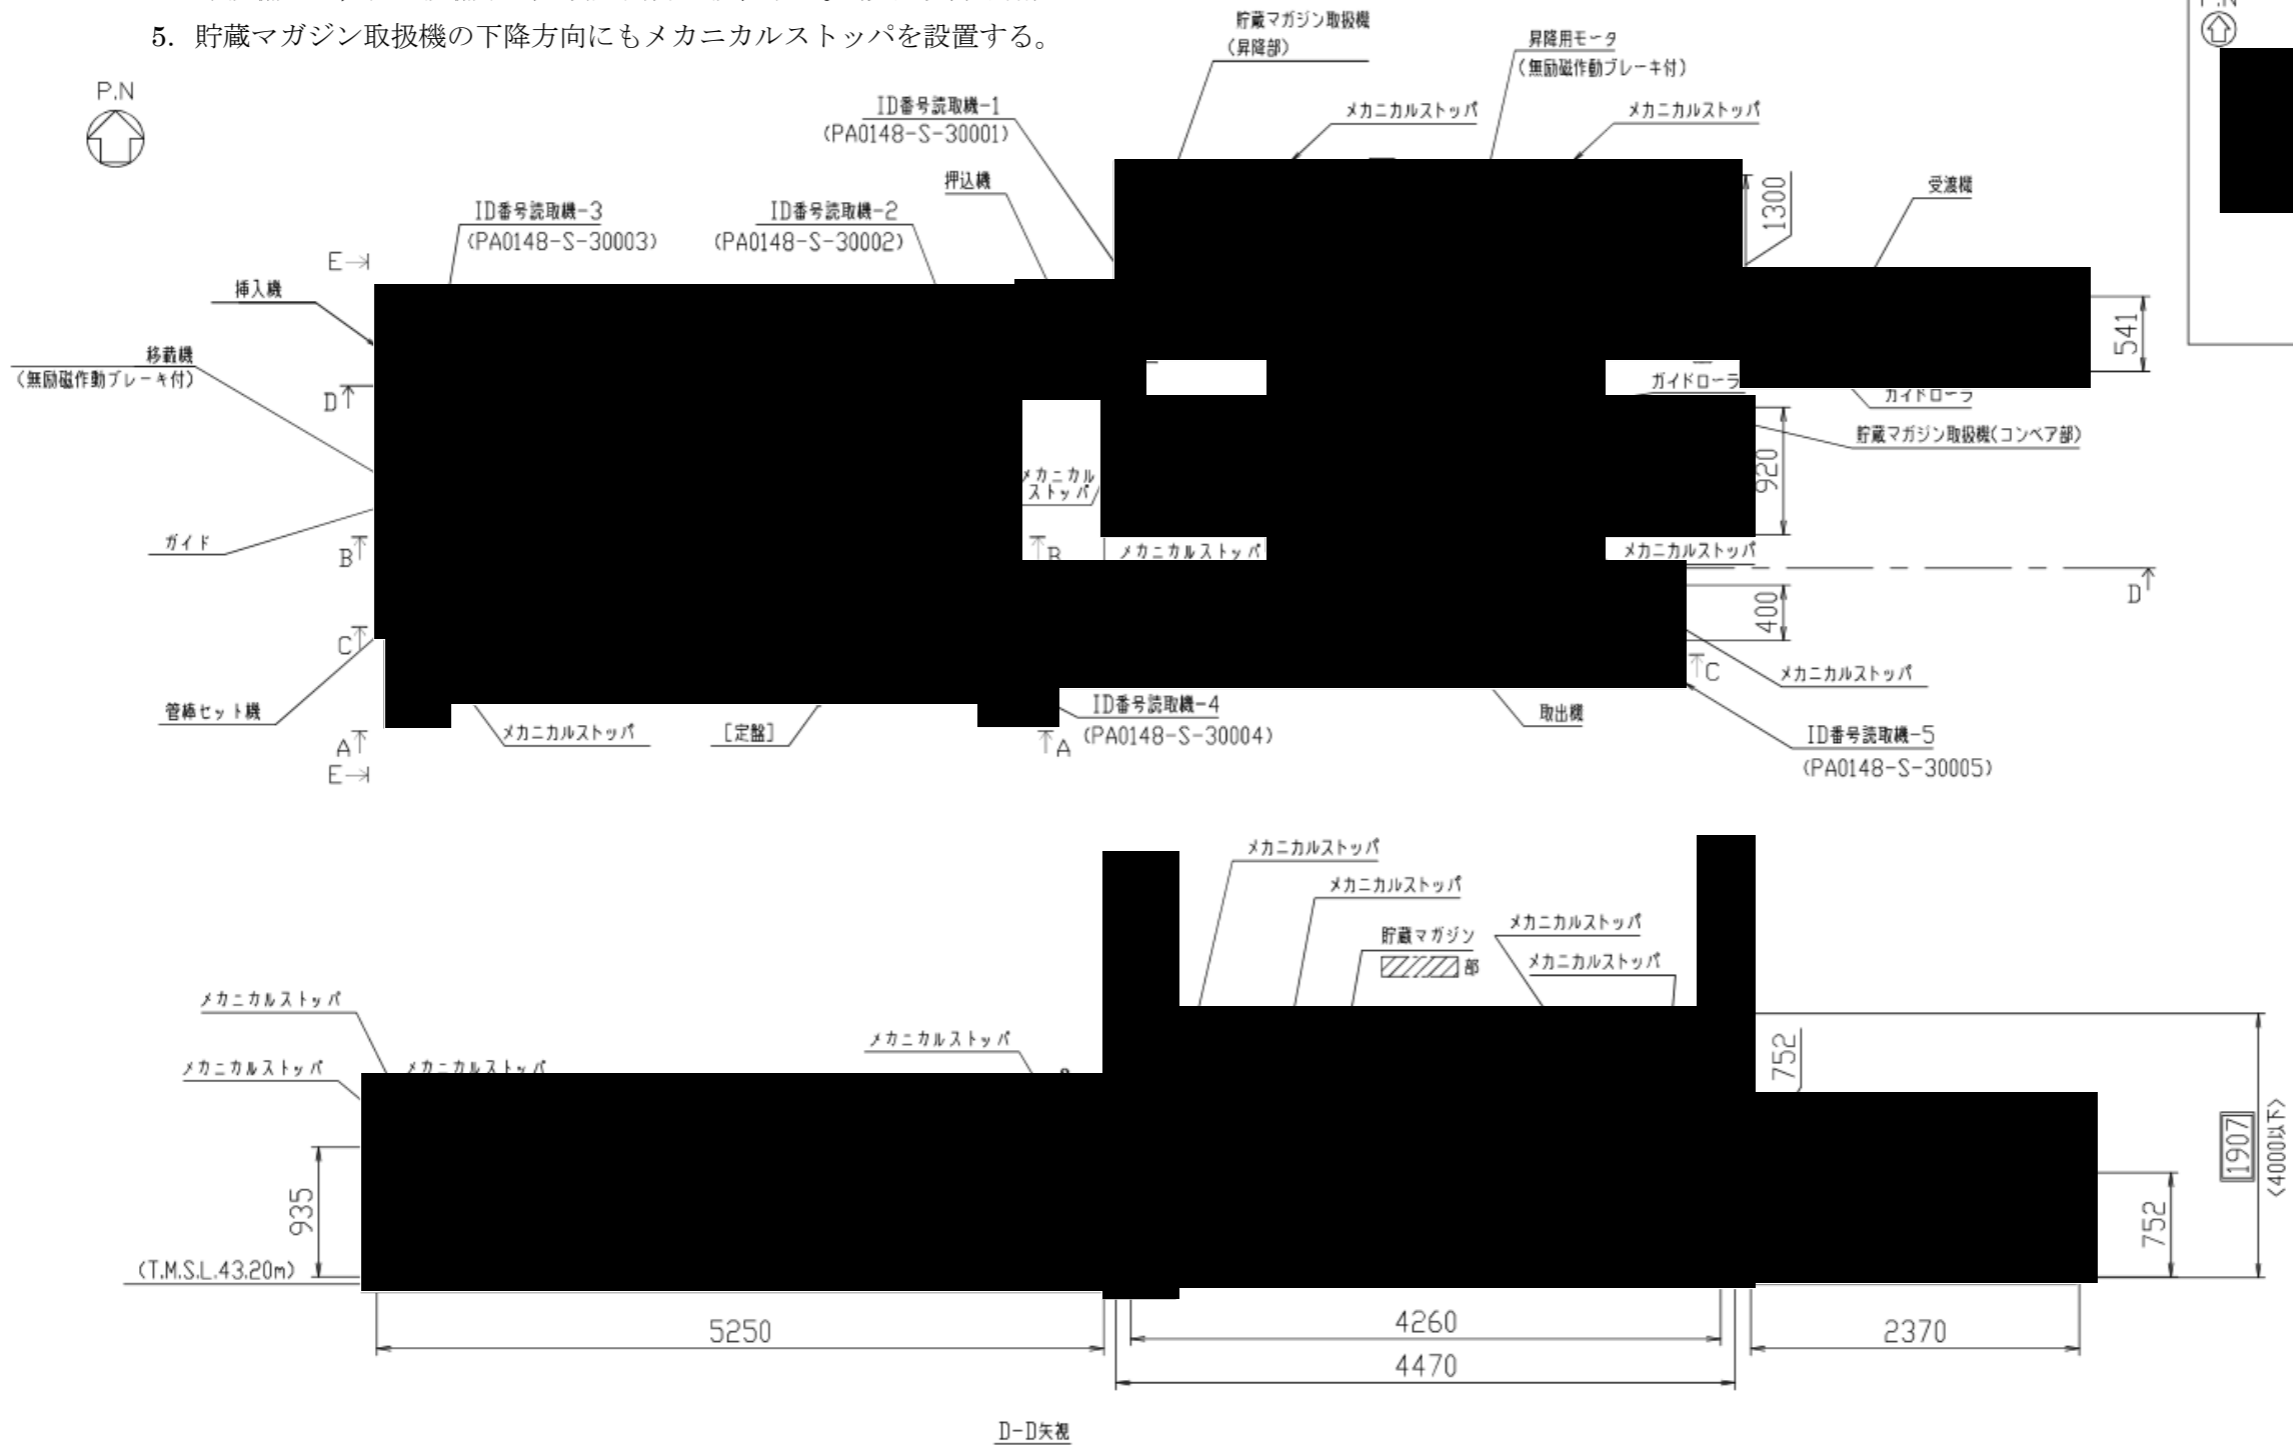 5. 貯蔵マガジン取扱機の下降方向にもメカニカルストッパを設置する。
P.N
P.N
貯蔵マガジン取扱機
(昇降部)
昇降用モータ
(無励磁作動ブレーキ付)
ID番号読取機-1
(PA0148-S-30001)
メカニカルストッパ
メカニカルストッパ
押込機
1300
受渡機
ID番号読取機-3
(PA0148-S-30003)
ID番号読取機-2
(PA0148-S-30002)
E
挿入機
541
移載機
(無励磁作動ブレーキ付)
D
ガイドローラ
ガイドローラ
貯蔵マガジン取扱機(コンベア部)
メカニカル
ストッパ
920
ガイド
B
B
メカニカルストッパ
メカニカルストッパ
D
400
C
C
メカニカルストッパ
管棒セット機
メカニカルストッパ
[定盤]
ID番号読取機-4
(PA0148-S-30004)
取出機
ID番号読取機-5
(PA0148-S-30005)
A
A
E
メカニカルストッパ
メカニカルストッパ
メカニカルストッパ
貯蔵マガジン
部
メカニカルストッパ
メカニカルストッパ
メカニカルストッパ
メカニカルストッパ
メカニカルストッパ
752
1907
<4000以下>
935
752
(T.M.S.L.43.20m)
5250
4260
2370
4470
D-D矢視